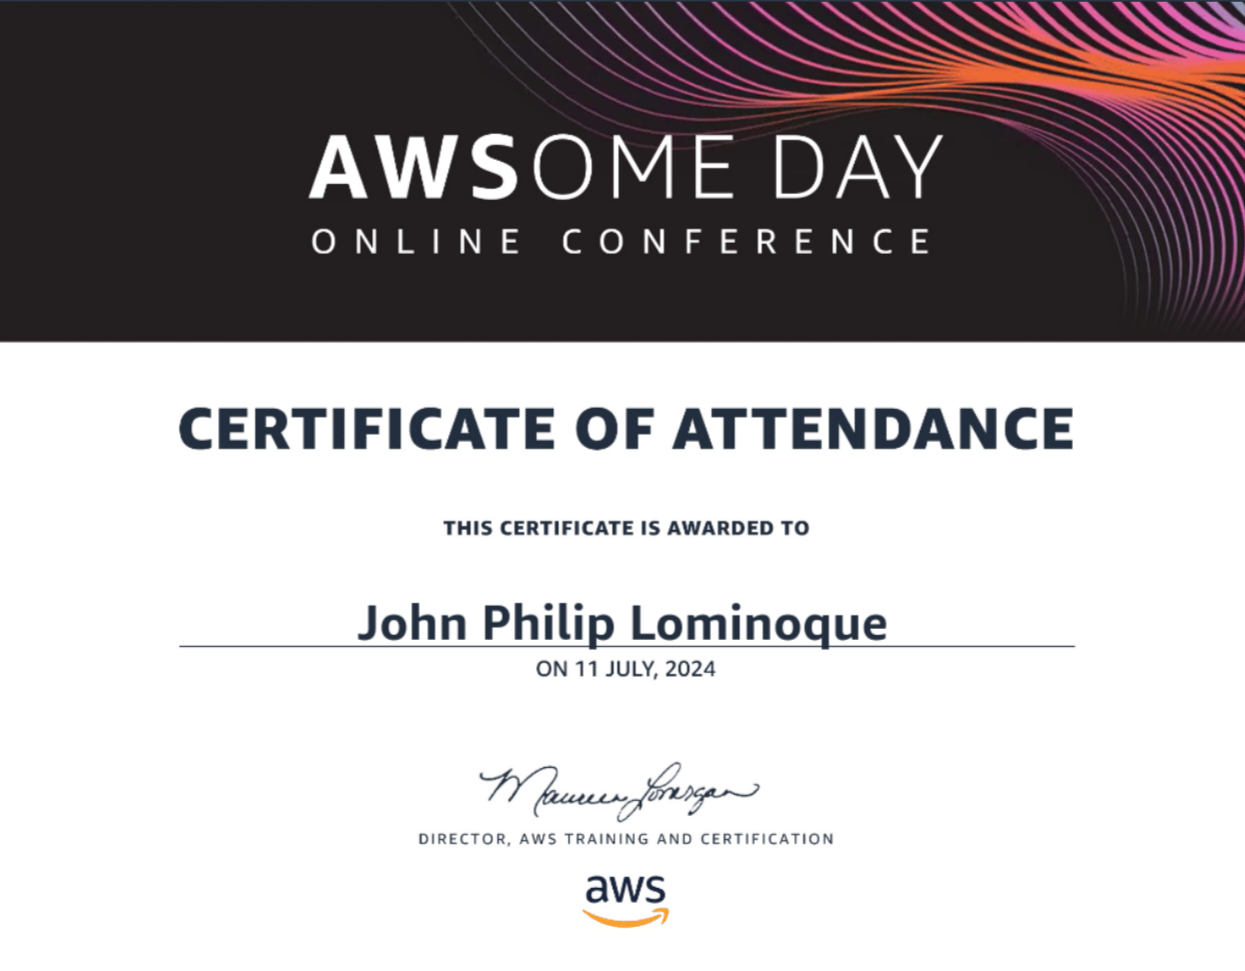 AWSOME DAY
ONLINE CONFERENCE
CERTIFICATE OF ATTENDANCE
THIS CERTIFICATE IS AWARDED TO
John Philip Lominoque
ON 11 JULY, 2024
Maureen Lonergan
DIRECTOR, AWS TRAINING AND CERTIFICATION
aws